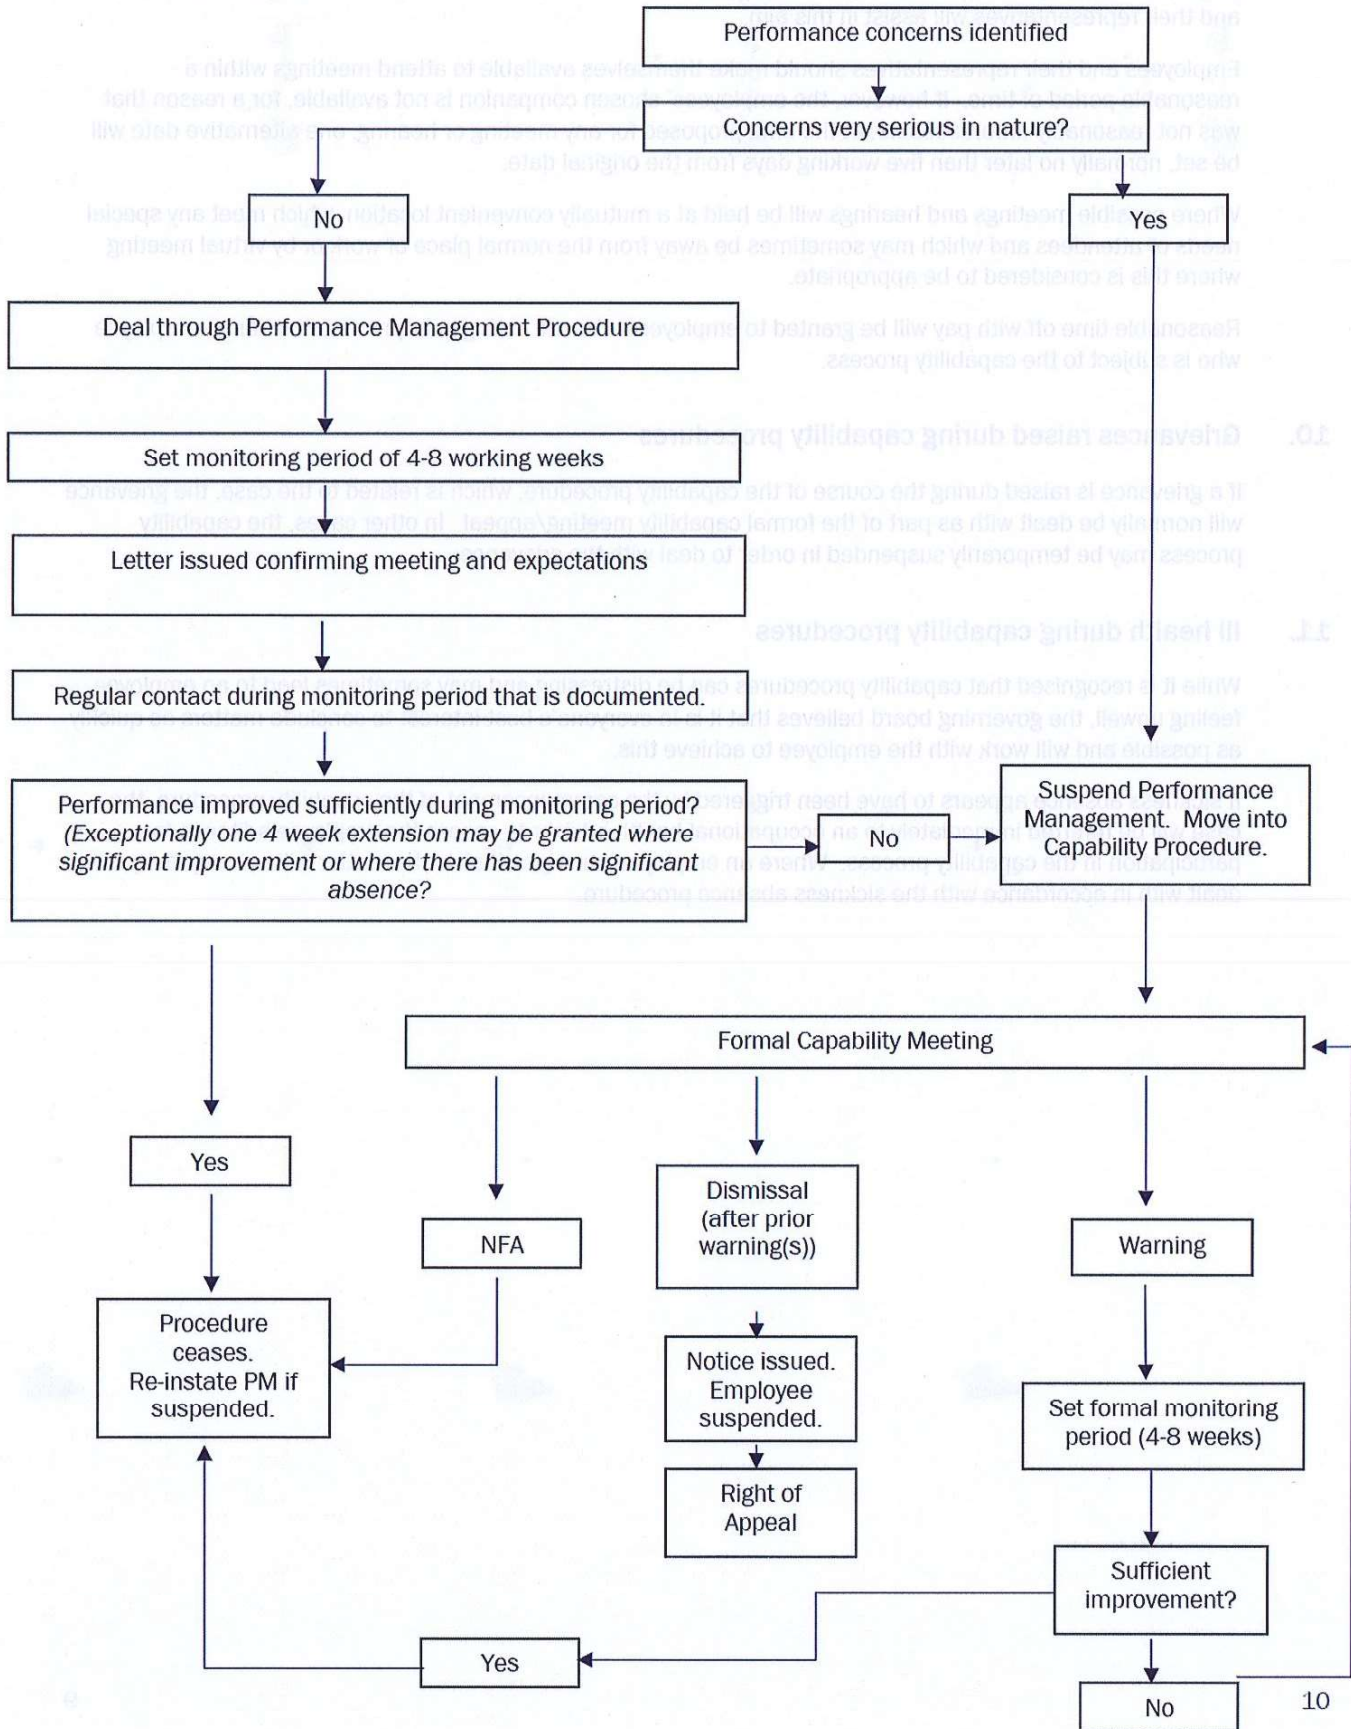 Performance concerns identified
Concerns very serious in nature?
No
Yes
Deal through Performance Management Procedure
Set monitoring period of 4-8 working weeks
Letter issued confirming meeting and expectations
Regular contact during monitoring period that is documented.
Performance improved sufficiently during monitoring period?
(Exceptionally one 4 week extension may be granted where
significant improvement or where there has been significant
absence?
No
Suspend Performance
Management. Move into
Capability Procedure.
Formal Capability Meeting
Yes
NFA
Dismissal
(after prior
warning(s))
Warning
Procedure
ceases.
Re-instate PM if
suspended.
Notice issued.
Employee
suspended.
Set formal monitoring
period (4-8 weeks)
Right of
Appeal
Sufficient
improvement?
Yes
No
10